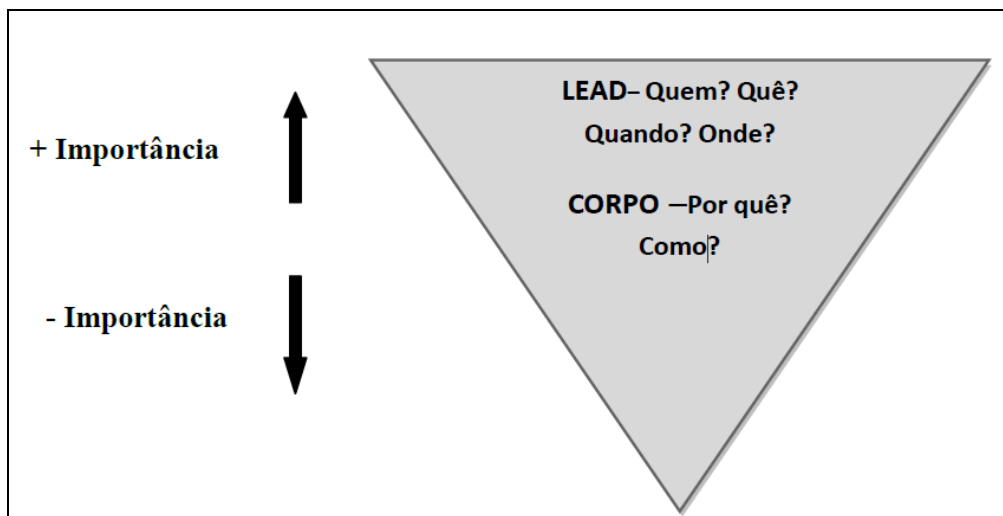 LEAD– Quem? Quê?
Quando? Onde?
+ Importância
CORPO –Por quê?
Como?
- Importância